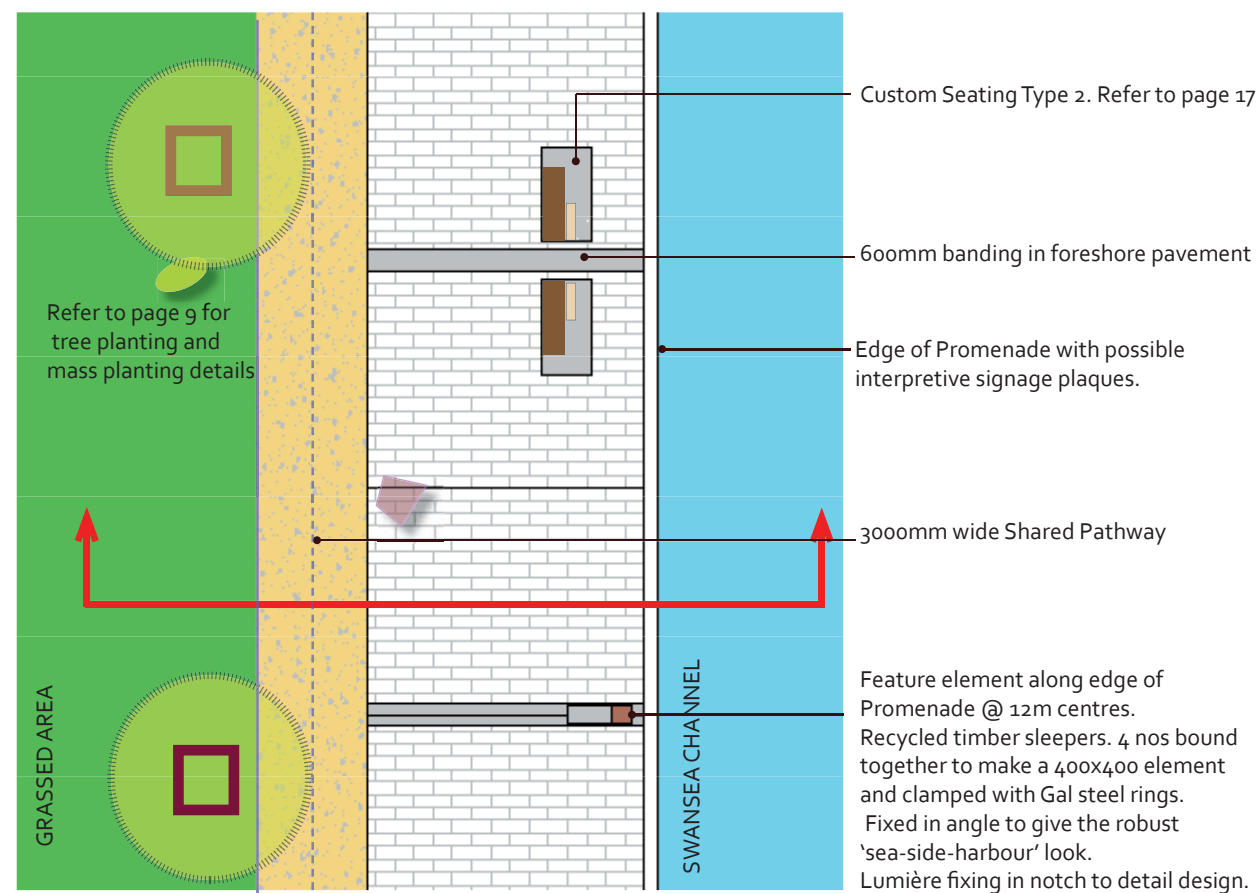 Custom Seating Type 2. Refer to page 17
600mm banding in foreshore pavement
Refer to page 9 for
tree planting and
mass planting details
Edge of Promenade with possible
interpretive signage plaques.
3000mm wide Shared Pathway
GRASSED AREA
SWANSEA CHANNEL
Feature element along edge of
Promenade @ 12m centres.
Recycled timber sleepers. 4 nos bound
together to make a 400x400 element
and clamped with Gal steel rings.
Fixed in angle to give the robust
‘sea-side-harbour’ look.
Lumière fixing in notch to detail design.